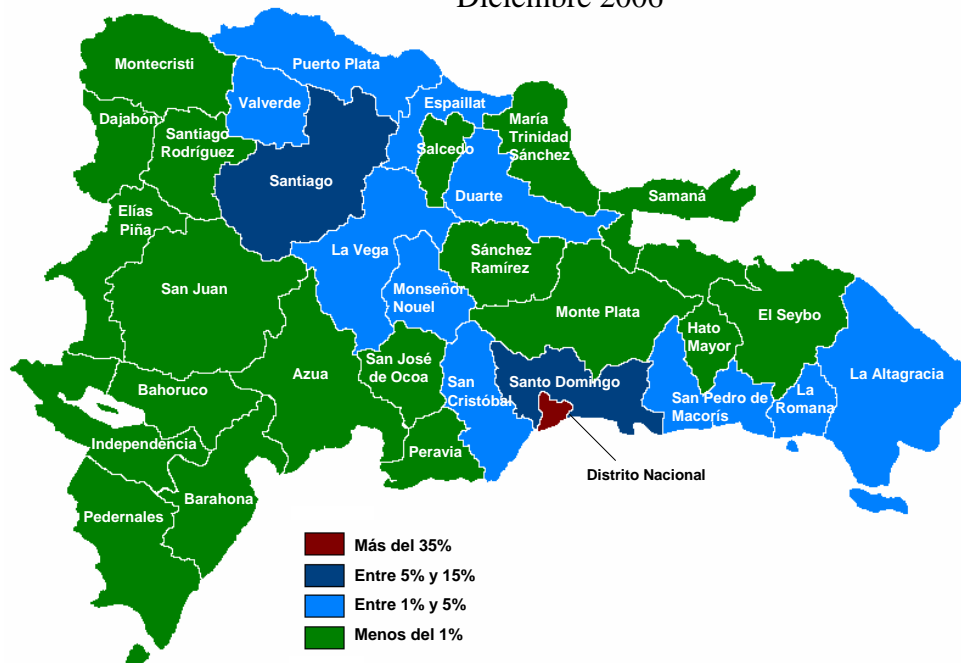 Diciembre 2006
Montecristi
Puerto Plata
Valverde
Espaillat
Dajabón
Santiago
Rodríguez
María
Trinidad
Sánchez
Salcedo
Santiago
Duarte
Samaná
Elías
Piña
La Vega
Sánchez
Ramírez
San Juan
Monseñor
Nouel
Monte Plata
El Seybo
Hato
Mayor
San José
de Ocoa
Azua
Santo Domingo
La Altagracia
Bahoruco
San
Cristóbal
San Pedro de
Macorís
La
Romana
Independencia
Peravia
Distrito Nacional
Barahona
Pedernales
Más del 35%
Entre 5% y 15%
Entre 1% y 5%
Menos del 1%